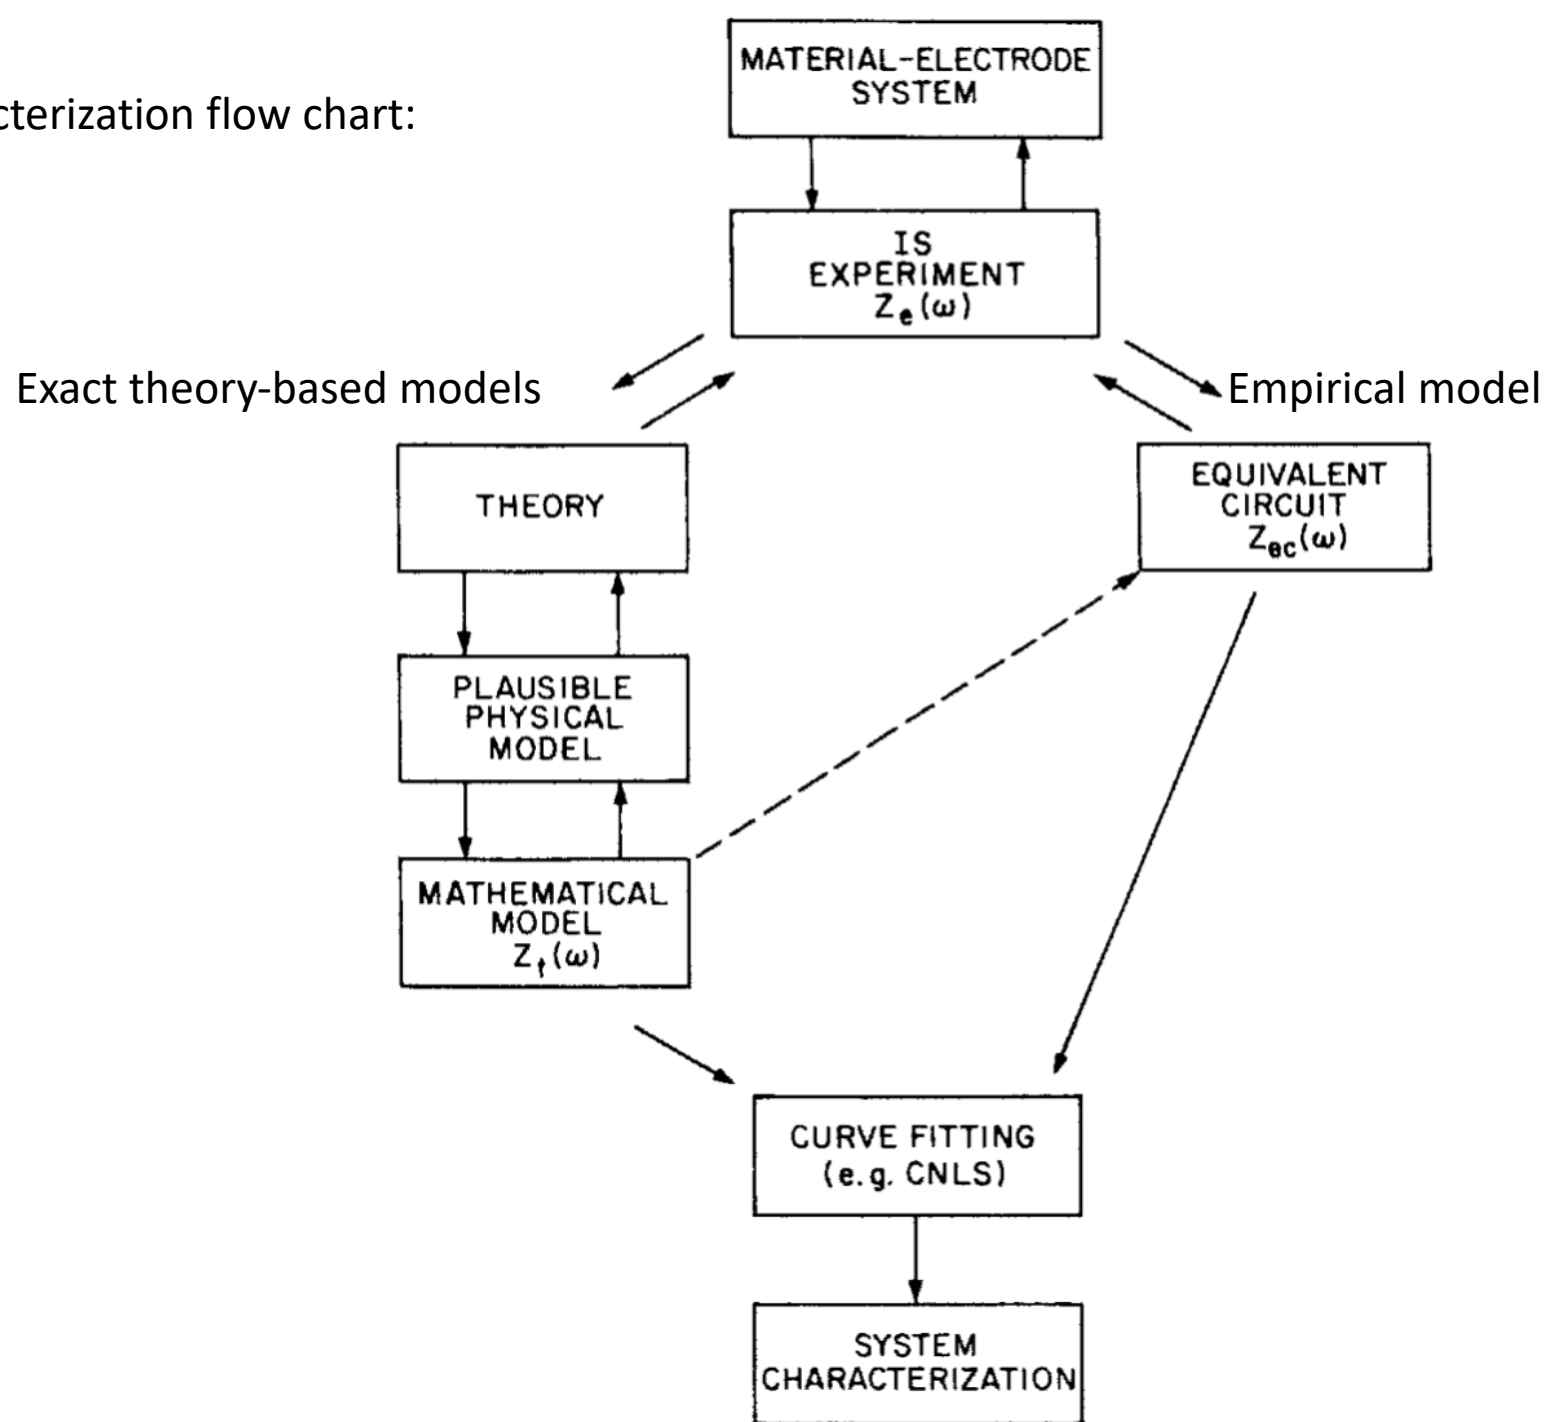 MATERIAL-ELECTRODE
SYSTEM
cterization flow chart:
IS
EXPERIMENT
Zₑ(ω)
Exact theory-based models
Empirical model
THEORY
EQUIVALENT
CIRCUIT
Z_ec(ω)
PLAUSIBLE
PHYSICAL
MODEL
MATHEMATICAL
MODEL
Zₜ(ω)
CURVE FITTING
(e.g. CNLS)
SYSTEM
CHARACTERIZATION